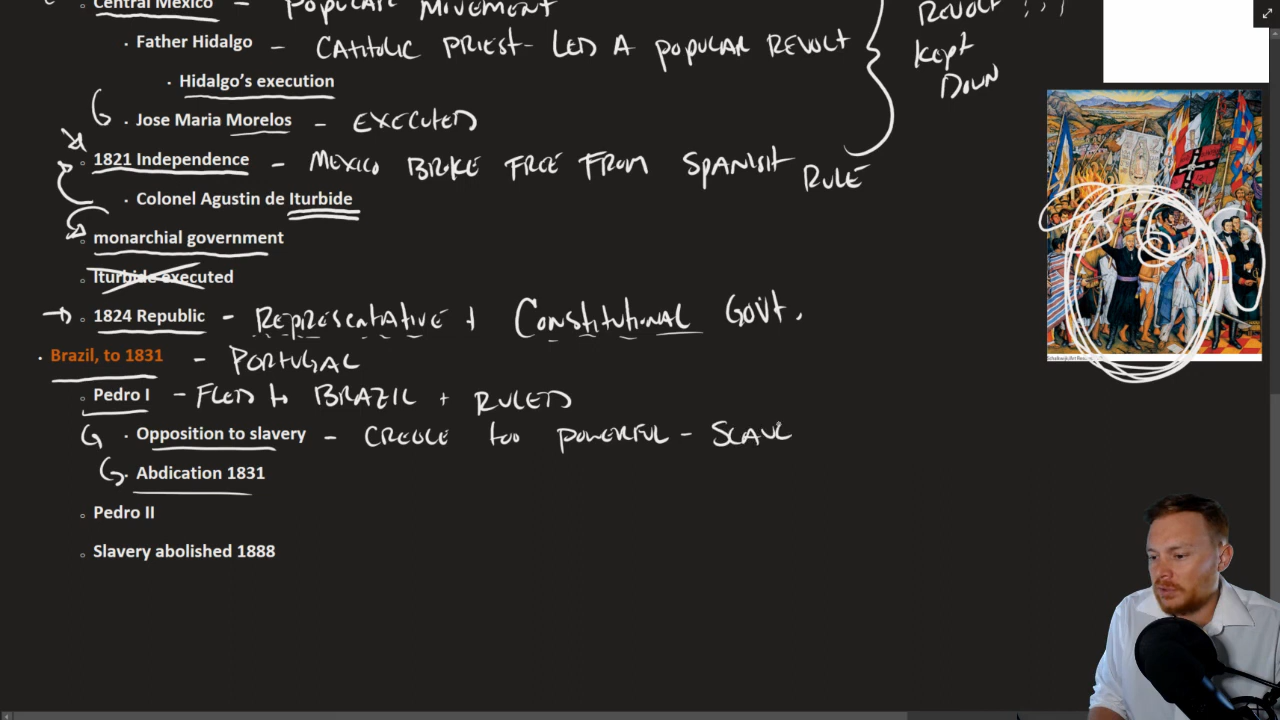 Central Mexico - POPULAR MOVEMENT
REVOLT !!!
Father Hidalgo - CATHOLIC PRIEST- LED A POPULAR REVOLT
Kept
DOWN
Hidalgo's execution
Jose Maria Morelos - EXECUTED
1821 Independence - MEXICO BROKE FREE FROM SPANISH RULE
Colonel Agustin de Iturbide
monarchial government
Iturbide executed
1824 Republic - REPRESENTATIVE + CONSTITUTIONAL GOV'T.
Brazil, to 1831 - PORTUGAL
Pedro I - FLED to BRAZIL + RULED
Opposition to slavery - CREOLE too POWERFUL - SLAVE
Abdication 1831
Pedro II
Slavery abolished 1888